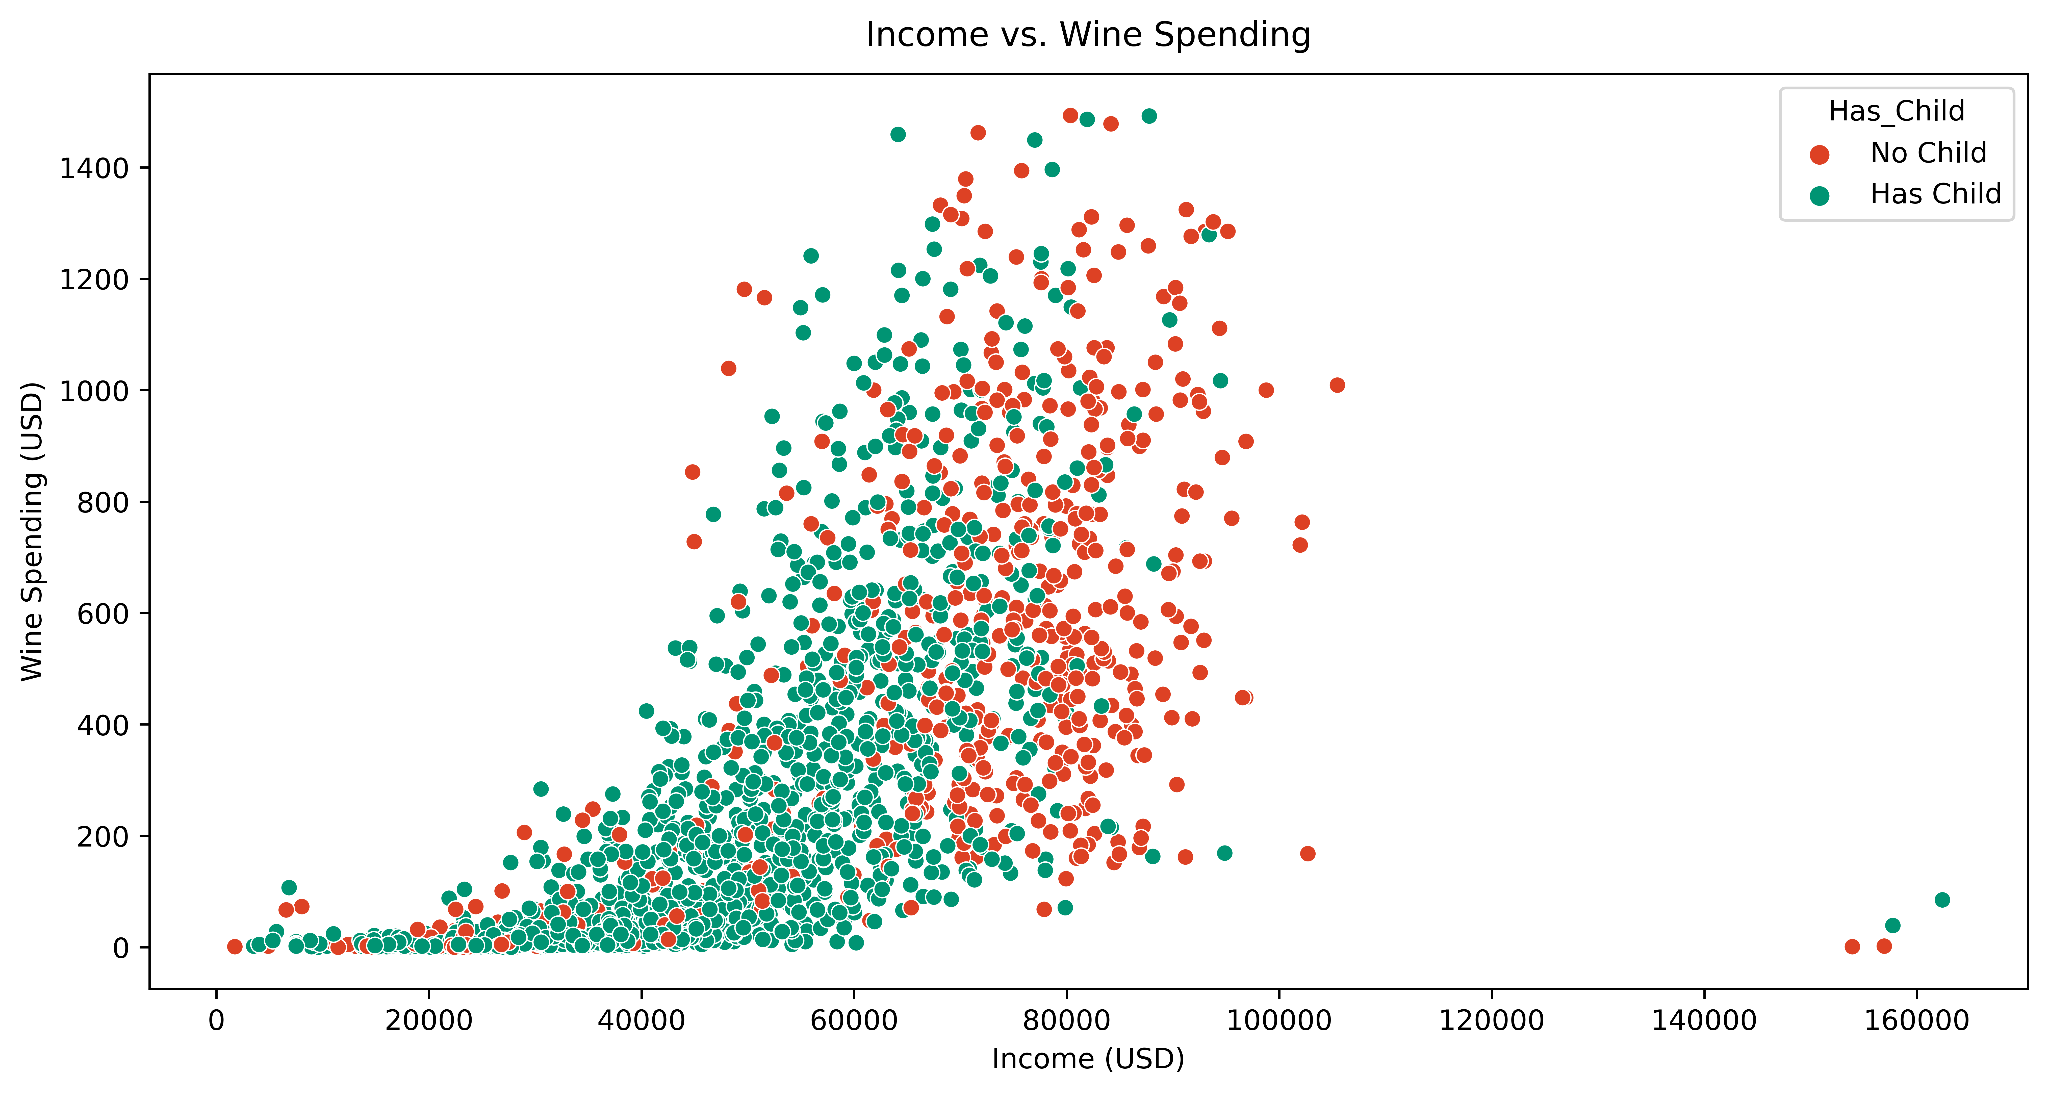 Income vs. Wine Spending
Has_Child
No Child
Has Child
Wine Spending (USD)
1400
1200
1000
800
600
400
200
0
0 20000 40000 60000 80000 100000 120000 140000 160000
Income (USD)